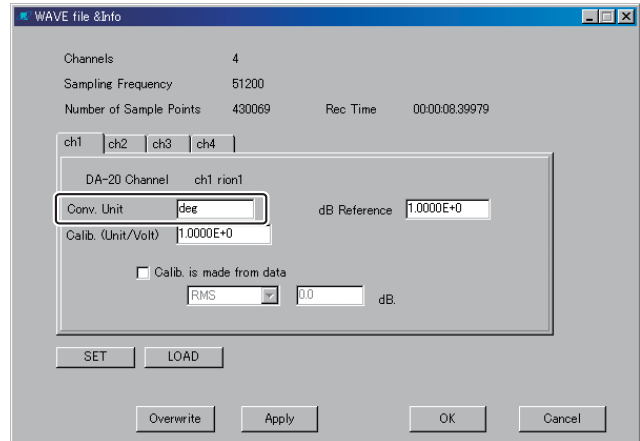 WAVE file &Info
Channels 4
Sampling Frequency 51200
Number of Sample Points 430069 Rec Time 00:00:08.39979
ch1 ch2 ch3 ch4
DA-20 Channel ch1 rion1
Conv. Unit deg dB Reference 1.0000E+0
Calib. (Unit/Volt) 1.0000E+0
Calib. is made from data
RMS 0.0 dB.
SET LOAD
Overwrite Apply OK Cancel